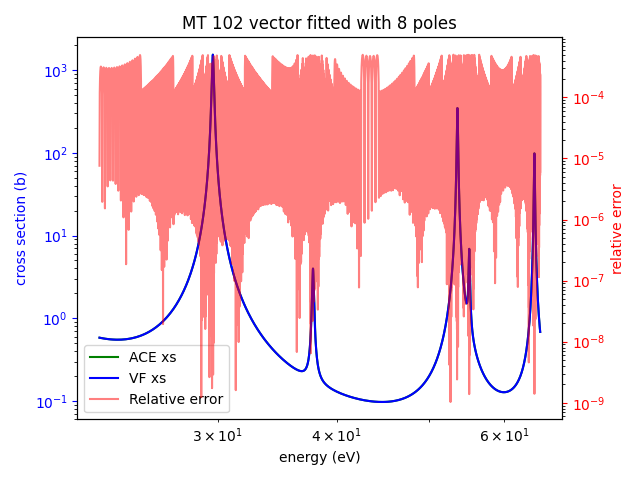 MT 102 vector fitted with 8 poles
cross section (b)
10³
10²
10¹
10⁰
10⁻¹
10⁻⁴
10⁻⁵
10⁻⁶
10⁻⁷
10⁻⁸
10⁻⁹
relative error
ACE xs
VF xs
Relative error
3 × 10¹
4 × 10¹
6 × 10¹
energy (eV)